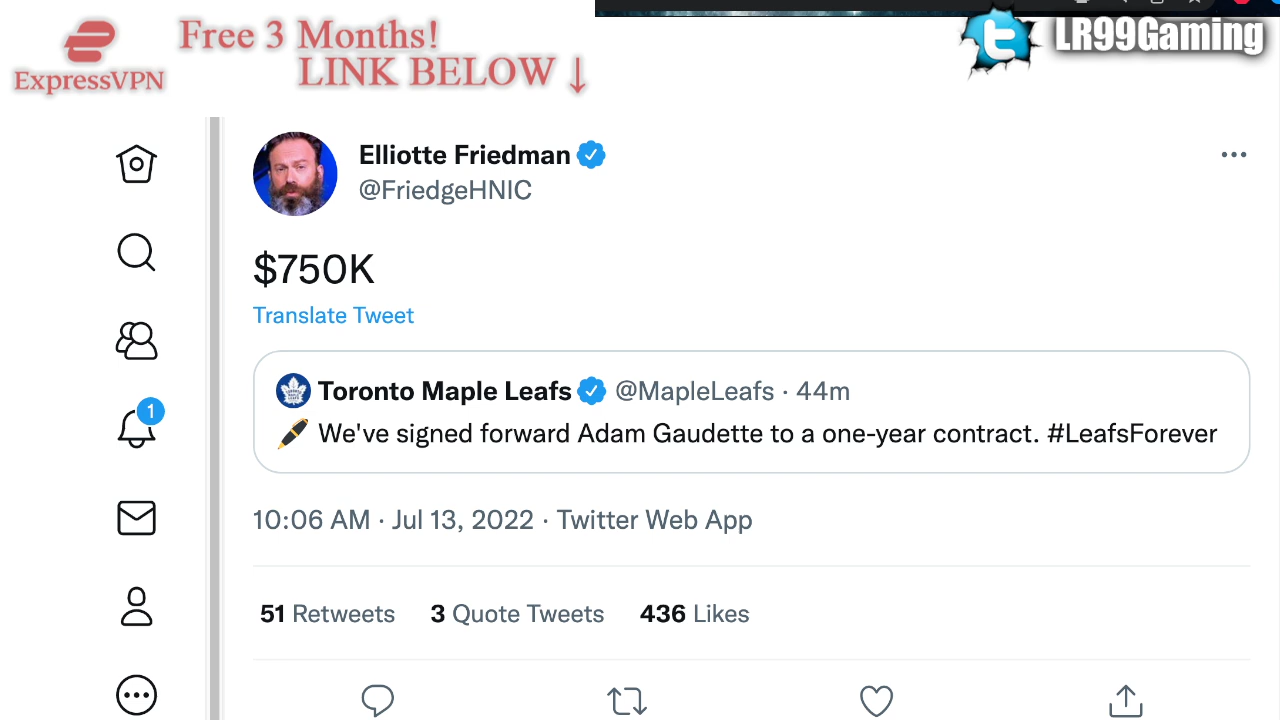 Free 3 Months!
LINK BELOW ↓
ExpressVPN
LR99Gaming
Elliotte Friedman
@FriedgeHNIC
$750K
Translate Tweet
Toronto Maple Leafs @MapleLeafs · 44m
We've signed forward Adam Gaudette to a one-year contract. #LeafsForever
10:06 AM · Jul 13, 2022 · Twitter Web App
51 Retweets 3 Quote Tweets 436 Likes
1